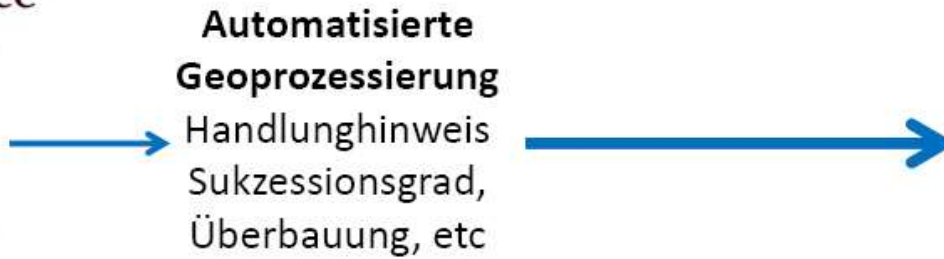 Automatisierte
Geoprozessierung
Handlunghinweis
Sukzessionsgrad,
Überbauung, etc